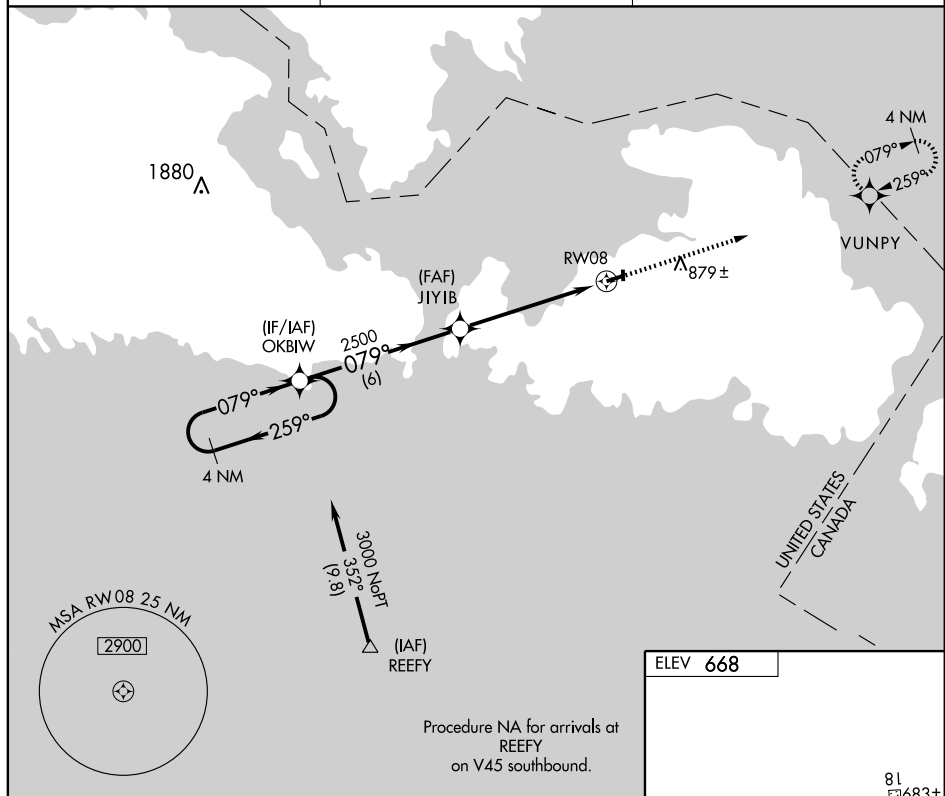 4 NM
079°
259°
VUNPY
1880
RW08
879±
(FAF)
JIYIB
(IF/IAF)
OKBIW
2500
079°
(6)
079°
259°
4 NM
UNITED STATES
CANADA
3000 NoPT
352°
(9.8)
MSA RW08 25 NM
2900
(IAF)
REEFY
ELEV 668
Procedure NA for arrivals at
REEFY
on V45 southbound.
81
683±